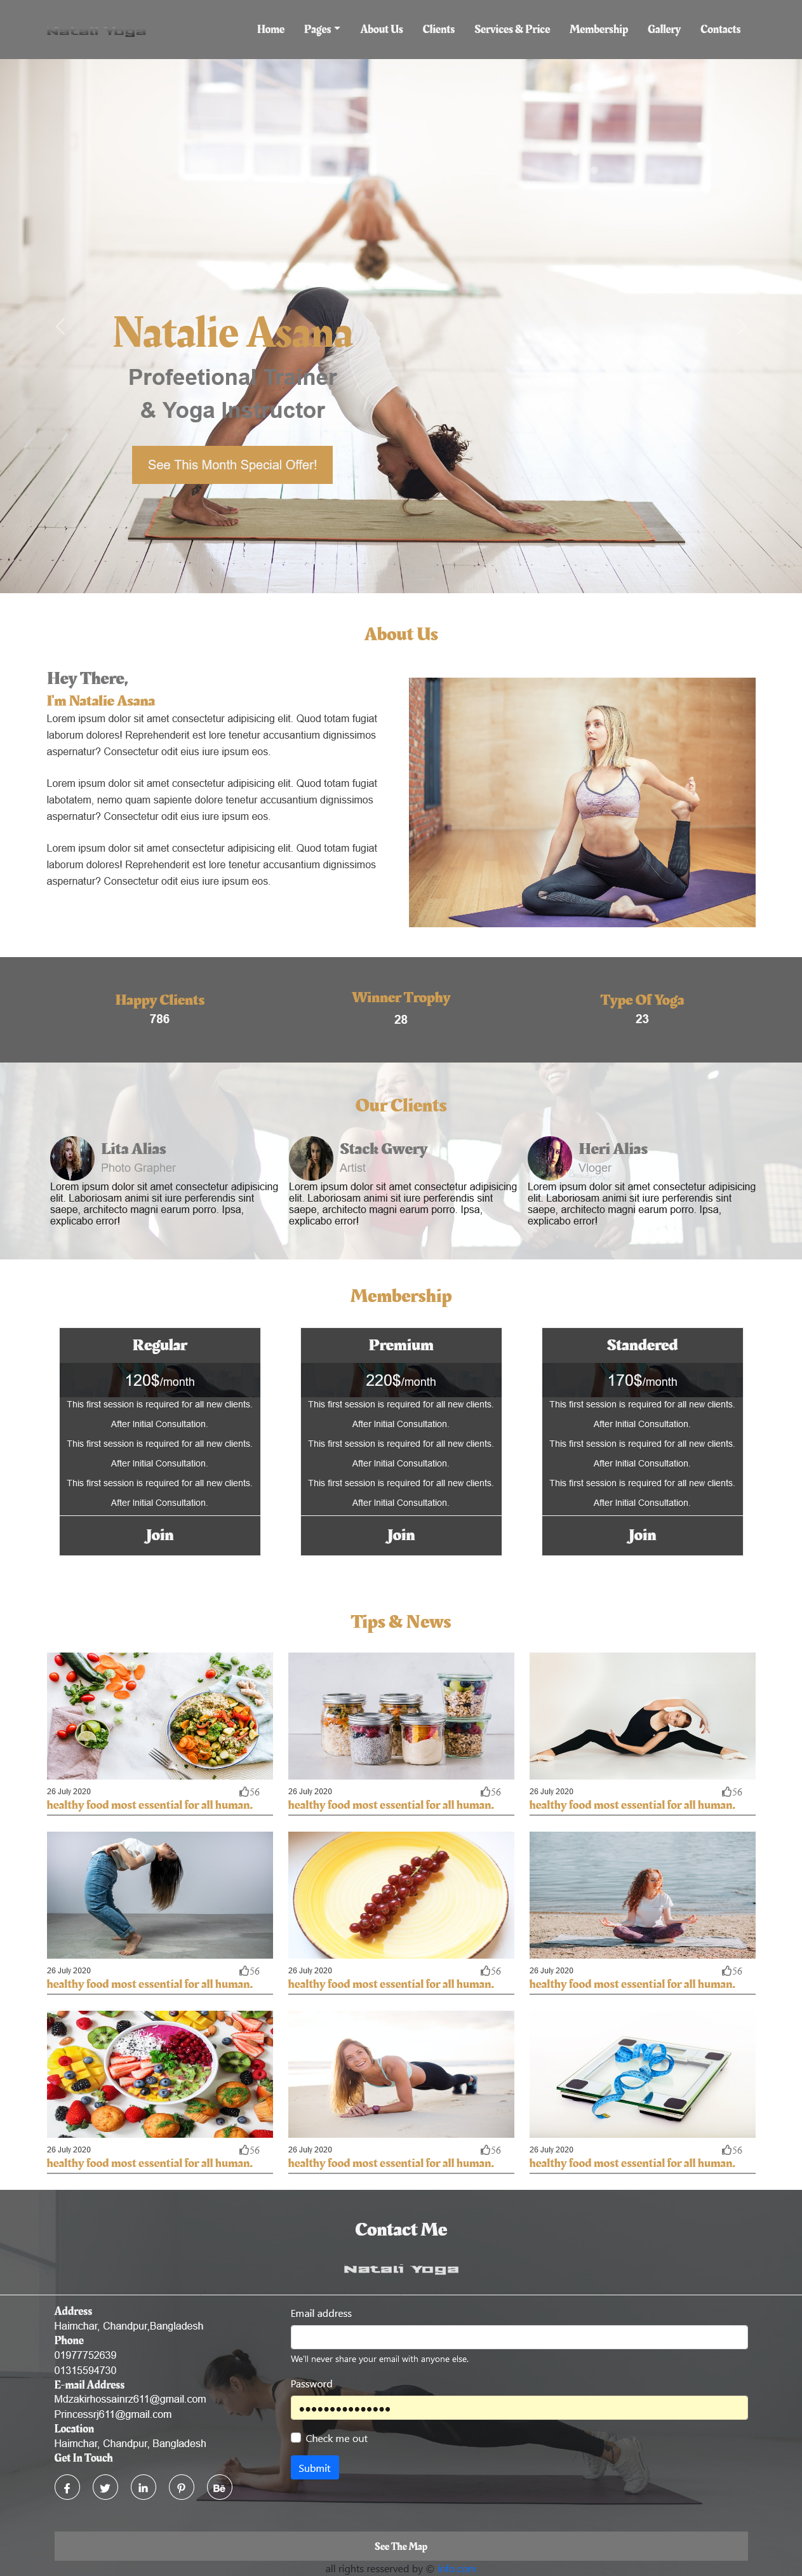 Natali Yoga
Home Pages About Us Clients Services & Price Membership Gallery Contacts
Natalie Asana
Profeetional Trainer
& Yoga Instructor
See This Month Special Offer!
About Us
Hey There,
I'm Natalie Asana
Lorem ipsum dolor sit amet consectetur adipisicing elit. Quod totam fugiat
laborum dolores! Reprehenderit est lore tenetur accusantium dignissimos
aspernatur? Consectetur odit eius iure ipsum eos.
Lorem ipsum dolor sit amet consectetur adipisicing elit. Quod totam fugiat
labotatem, nemo quam sapiente dolore tenetur accusantium dignissimos
aspernatur? Consectetur odit eius iure ipsum eos.
Lorem ipsum dolor sit amet consectetur adipisicing elit. Quod totam fugiat
laborum dolores! Reprehenderit est lore tenetur accusantium dignissimos
aspernatur? Consectetur odit eius iure ipsum eos.
Happy Clients
786
Winner Trophy
28
Type Of Yoga
23
Our Clients
Lita Alias
Photo Grapher
Lorem ipsum dolor sit amet consectetur adipisicing
elit. Laboriosam animi sit iure perferendis sint
saepe, architecto magni earum porro. Ipsa,
explicabo error!
Stack Gwery
Artist
Lorem ipsum dolor sit amet consectetur adipisicing
elit. Laboriosam animi sit iure perferendis sint
saepe, architecto magni earum porro. Ipsa,
explicabo error!
Heri Alias
Vloger
Lorem ipsum dolor sit amet consectetur adipisicing
elit. Laboriosam animi sit iure perferendis sint
saepe, architecto magni earum porro. Ipsa,
explicabo error!
Membership
Regular
120$/month
This first session is required for all new clients.
After Initial Consultation.
This first session is required for all new clients.
After Initial Consultation.
This first session is required for all new clients.
After Initial Consultation.
Join
Premium
220$/month
This first session is required for all new clients.
After Initial Consultation.
This first session is required for all new clients.
After Initial Consultation.
This first session is required for all new clients.
After Initial Consultation.
Join
Standered
170$/month
This first session is required for all new clients.
After Initial Consultation.
This first session is required for all new clients.
After Initial Consultation.
This first session is required for all new clients.
After Initial Consultation.
Join
Tips & News
26 July 2020 56
healthy food most essential for all human.
26 July 2020 56
healthy food most essential for all human.
26 July 2020 56
healthy food most essential for all human.
26 July 2020 56
healthy food most essential for all human.
26 July 2020 56
healthy food most essential for all human.
26 July 2020 56
healthy food most essential for all human.
26 July 2020 56
healthy food most essential for all human.
26 July 2020 56
healthy food most essential for all human.
26 July 2020 56
healthy food most essential for all human.
Contact Me
Natali Yoga
Address
Haimchar, Chandpur,Bangladesh
Phone
01977752639
01315594730
E-mail Address
Mdzakirhossainrz611@gmail.com
Princessrj611@gmail.com
Location
Haimchar, Chandpur, Bangladesh
Get In Touch
Email address
We'll never share your email with anyone else.
Password
Check me out
Submit
See The Map
all rights resserved by ©